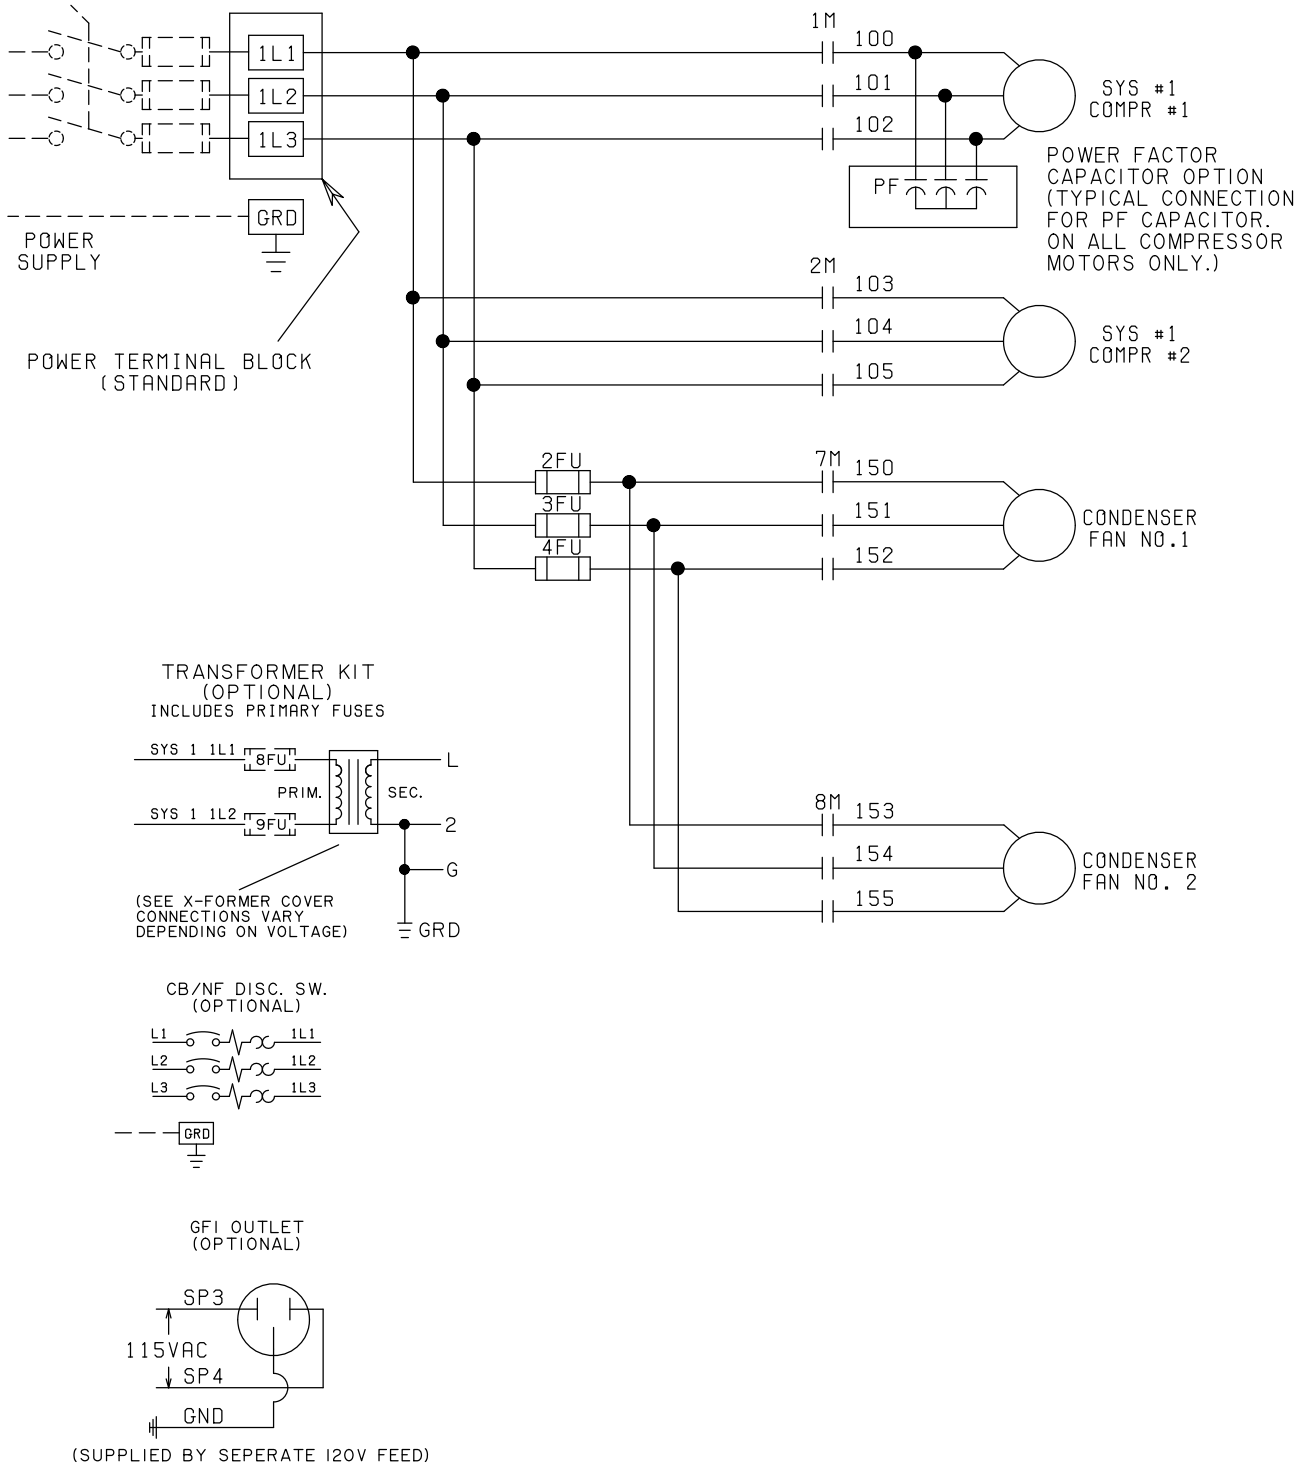 1M
100
1L1
101
1L2
102
1L3
SYS #1
COMPR #1
POWER FACTOR
CAPACITOR OPTION
(TYPICAL CONNECTION
FOR PF CAPACITOR.
ON ALL COMPRESSOR
MOTORS ONLY.)
PF
GRD
POWER
SUPPLY
POWER TERMINAL BLOCK
(STANDARD)
2M
103
104
105
SYS #1
COMPR #2
2FU
3FU
4FU
7M
150
151
152
CONDENSER
FAN NO.1
TRANSFORMER KIT
(OPTIONAL)
INCLUDES PRIMARY FUSES
SYS 1 1L1
8FU
L
PRIM.
SEC.
SYS 1 1L2
9FU
2
G
GRD
(SEE X-FORMER COVER
CONNECTIONS VARY
DEPENDING ON VOLTAGE)
8M
153
154
155
CONDENSER
FAN NO. 2
CB/NF DISC. SW.
(OPTIONAL)
L1
1L1
L2
1L2
L3
1L3
GRD
GFI OUTLET
(OPTIONAL)
SP3
115VAC
SP4
GND
(SUPPLIED BY SEPERATE 120V FEED)